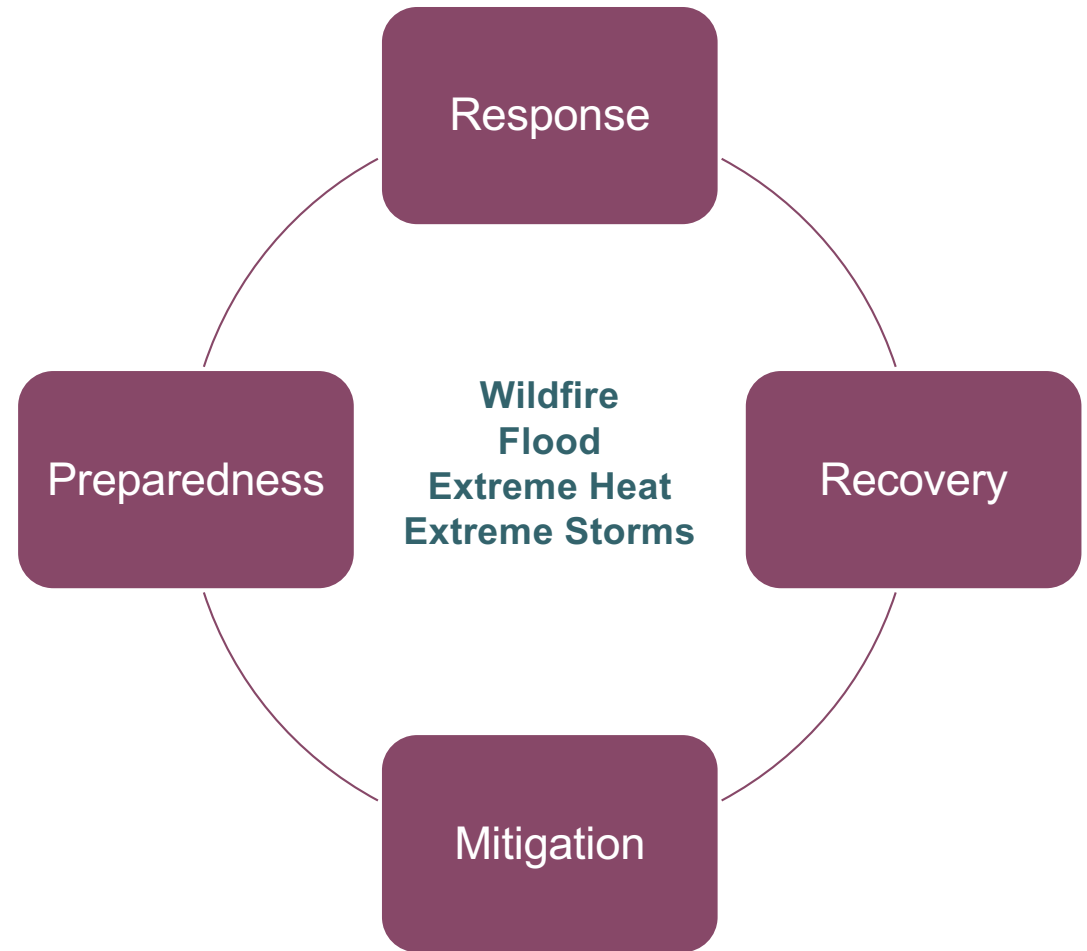 Response
Preparedness
Wildfire
Flood
Extreme Heat
Extreme Storms
Recovery
Mitigation